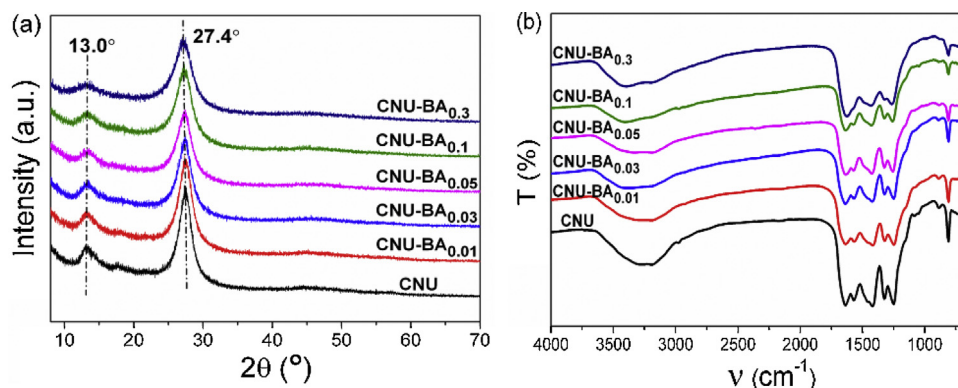 (a)
13.0°
27.4°
CNU-BA0.3
CNU-BA0.1
CNU-BA0.05
CNU-BA0.03
CNU-BA0.01
CNU
Intensity (a.u.)
10 20 30 40 50 60 70
2θ (°)
(b)
CNU-BA0.3
CNU-BA0.1
CNU-BA0.05
CNU-BA0.03
CNU-BA0.01
CNU
T (%)
4000 3500 3000 2500 2000 1500 1000
ν (cm-1)